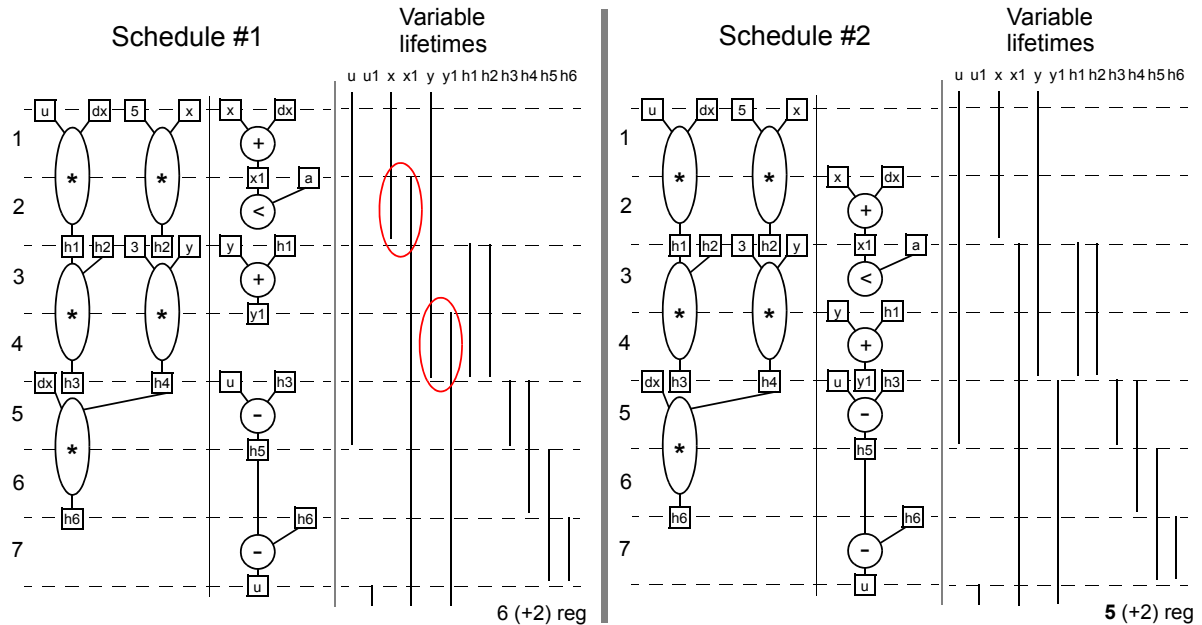 Schedule #1
Variable
lifetimes
u u1 x x1 y y1 h1 h2 h3 h4 h5 h6
u dx 5 x x dx
1
* * +
x1 a
2
<
h1 h2 3 h2 y y h1
3
+
* * y1
4
dx h3 h4 u h3
5
-
* h5
6
h6 h6
7
-
u
6 (+2) reg
Schedule #2
Variable
lifetimes
u u1 x x1 y y1 h1 h2 h3 h4 h5 h6
u dx 5 x
1
* * x dx
2
+
h1 h2 3 h2 y x1 a
3
<
* * y h1
4
+
dx h3 h4 u y1 h3
5
-
* h5
6
h6 h6
7
-
u
5 (+2) reg